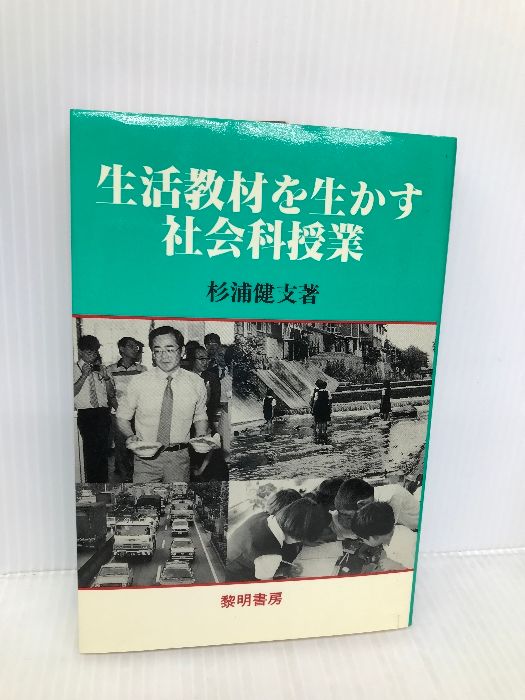 生活教材を生かす
社会科授業
杉浦健支著
黎明書房